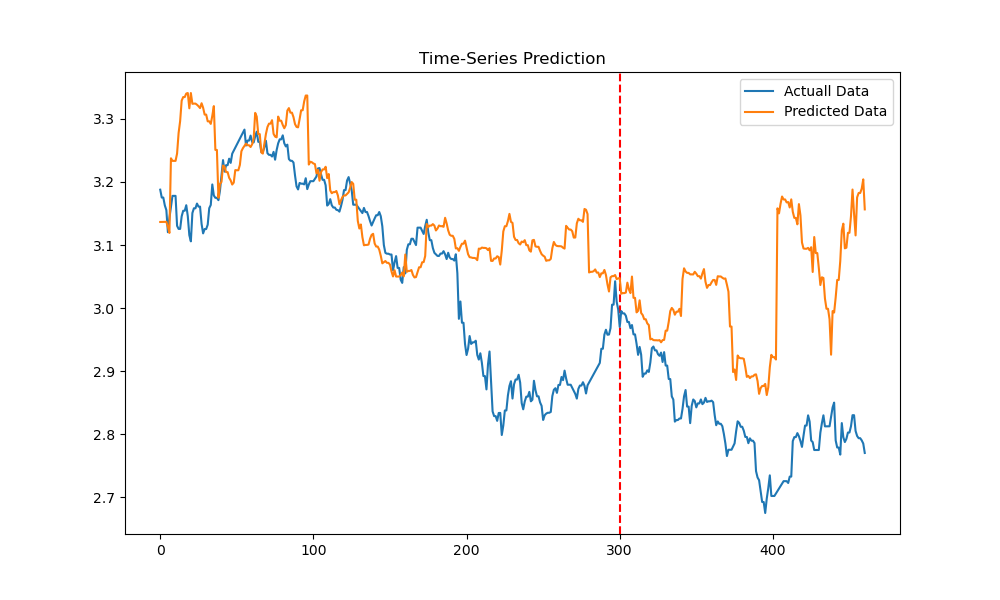 Time-Series Prediction
Actuall Data
Predicted Data
3.3
3.2
3.1
3.0
2.9
2.8
2.7
0 100 200 300 400